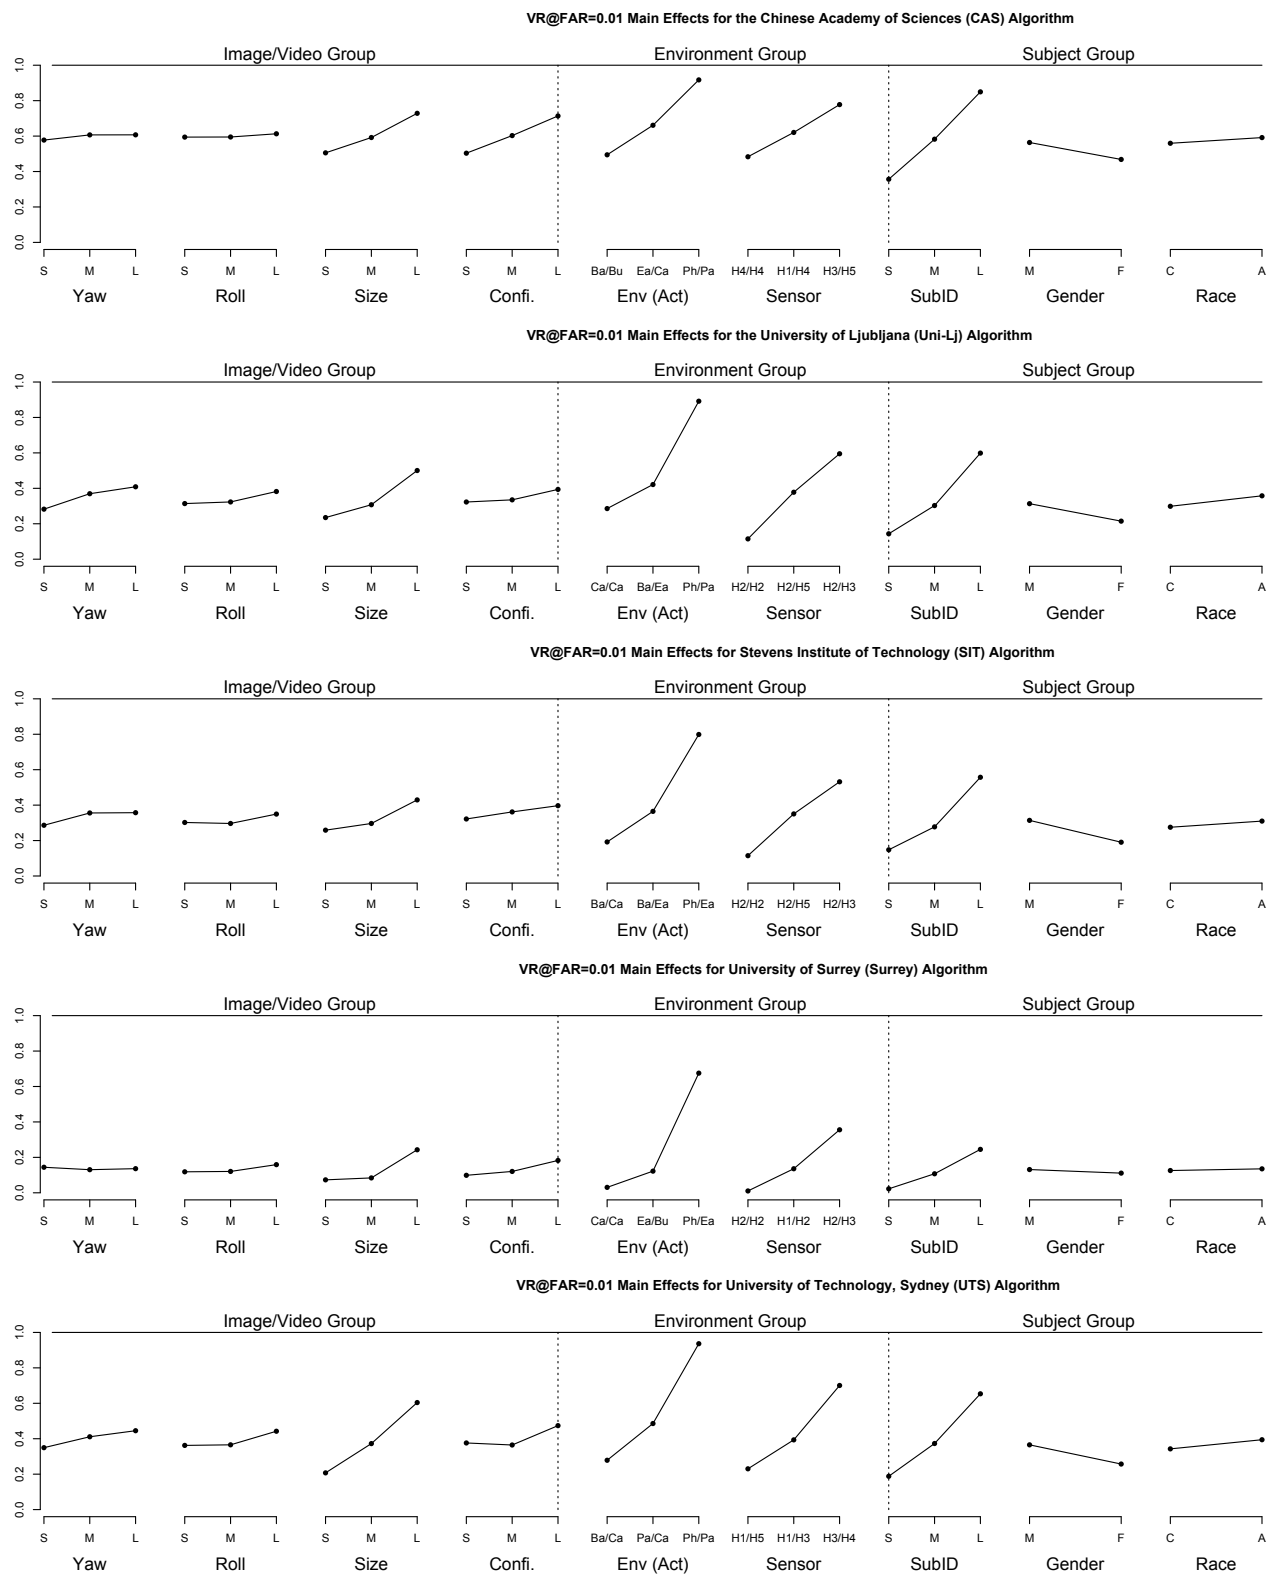 VR@FAR=0.01 Main Effects for the Chinese Academy of Sciences (CAS) Algorithm
Image/Video Group Environment Group Subject Group
1.0
0.8
0.6
0.4
0.2
0.0
S M L S M L S M L S M L Ba/Bu Ea/Ca Ph/Pa H4/H4 H1/H4 H3/H5 S M L M F C A
Yaw Roll Size Confi. Env (Act) Sensor SubID Gender Race
VR@FAR=0.01 Main Effects for the University of Ljubljana (Uni-Lj) Algorithm
Image/Video Group Environment Group Subject Group
1.0
0.8
0.6
0.4
0.2
0.0
S M L S M L S M L S M L Ca/Ca Ba/Ea Ph/Pa H2/H2 H2/H5 H2/H3 S M L M F C A
Yaw Roll Size Confi. Env (Act) Sensor SubID Gender Race
VR@FAR=0.01 Main Effects for Stevens Institute of Technology (SIT) Algorithm
Image/Video Group Environment Group Subject Group
1.0
0.8
0.6
0.4
0.2
0.0
S M L S M L S M L S M L Ba/Ca Ba/Ea Ph/Ea H2/H2 H2/H5 H2/H3 S M L M F C A
Yaw Roll Size Confi. Env (Act) Sensor SubID Gender Race
VR@FAR=0.01 Main Effects for University of Surrey (Surrey) Algorithm
Image/Video Group Environment Group Subject Group
1.0
0.8
0.6
0.4
0.2
0.0
S M L S M L S M L S M L Ca/Ca Ea/Bu Ph/Ea H2/H2 H1/H2 H2/H3 S M L M F C A
Yaw Roll Size Confi. Env (Act) Sensor SubID Gender Race
VR@FAR=0.01 Main Effects for University of Technology, Sydney (UTS) Algorithm
Image/Video Group Environment Group Subject Group
1.0
0.8
0.6
0.4
0.2
0.0
S M L S M L S M L S M L Ba/Ca Pa/Ca Ph/Pa H1/H5 H1/H3 H3/H4 S M L M F C A
Yaw Roll Size Confi. Env (Act) Sensor SubID Gender Race